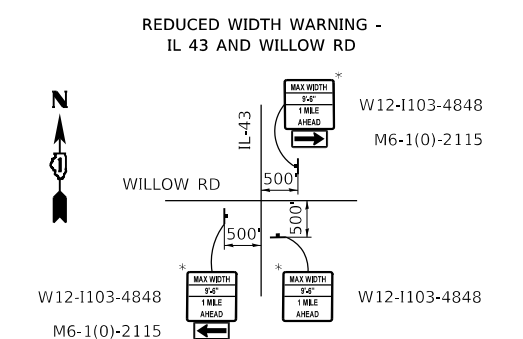 REDUCED WIDTH WARNING -
IL 43 AND WILLOW RD
*
MAX WIDTH
9'-6"
1 MILE
AHEAD
W12-I103-4848
M6-1(0)-2115
N
1
IL-43
WILLOW RD
500'
500'
500'
*
MAX WIDTH
9'-6"
1 MILE
AHEAD
W12-I103-4848
M6-1(0)-2115
*
MAX WIDTH
9'-6"
1 MILE
AHEAD
W12-I103-4848